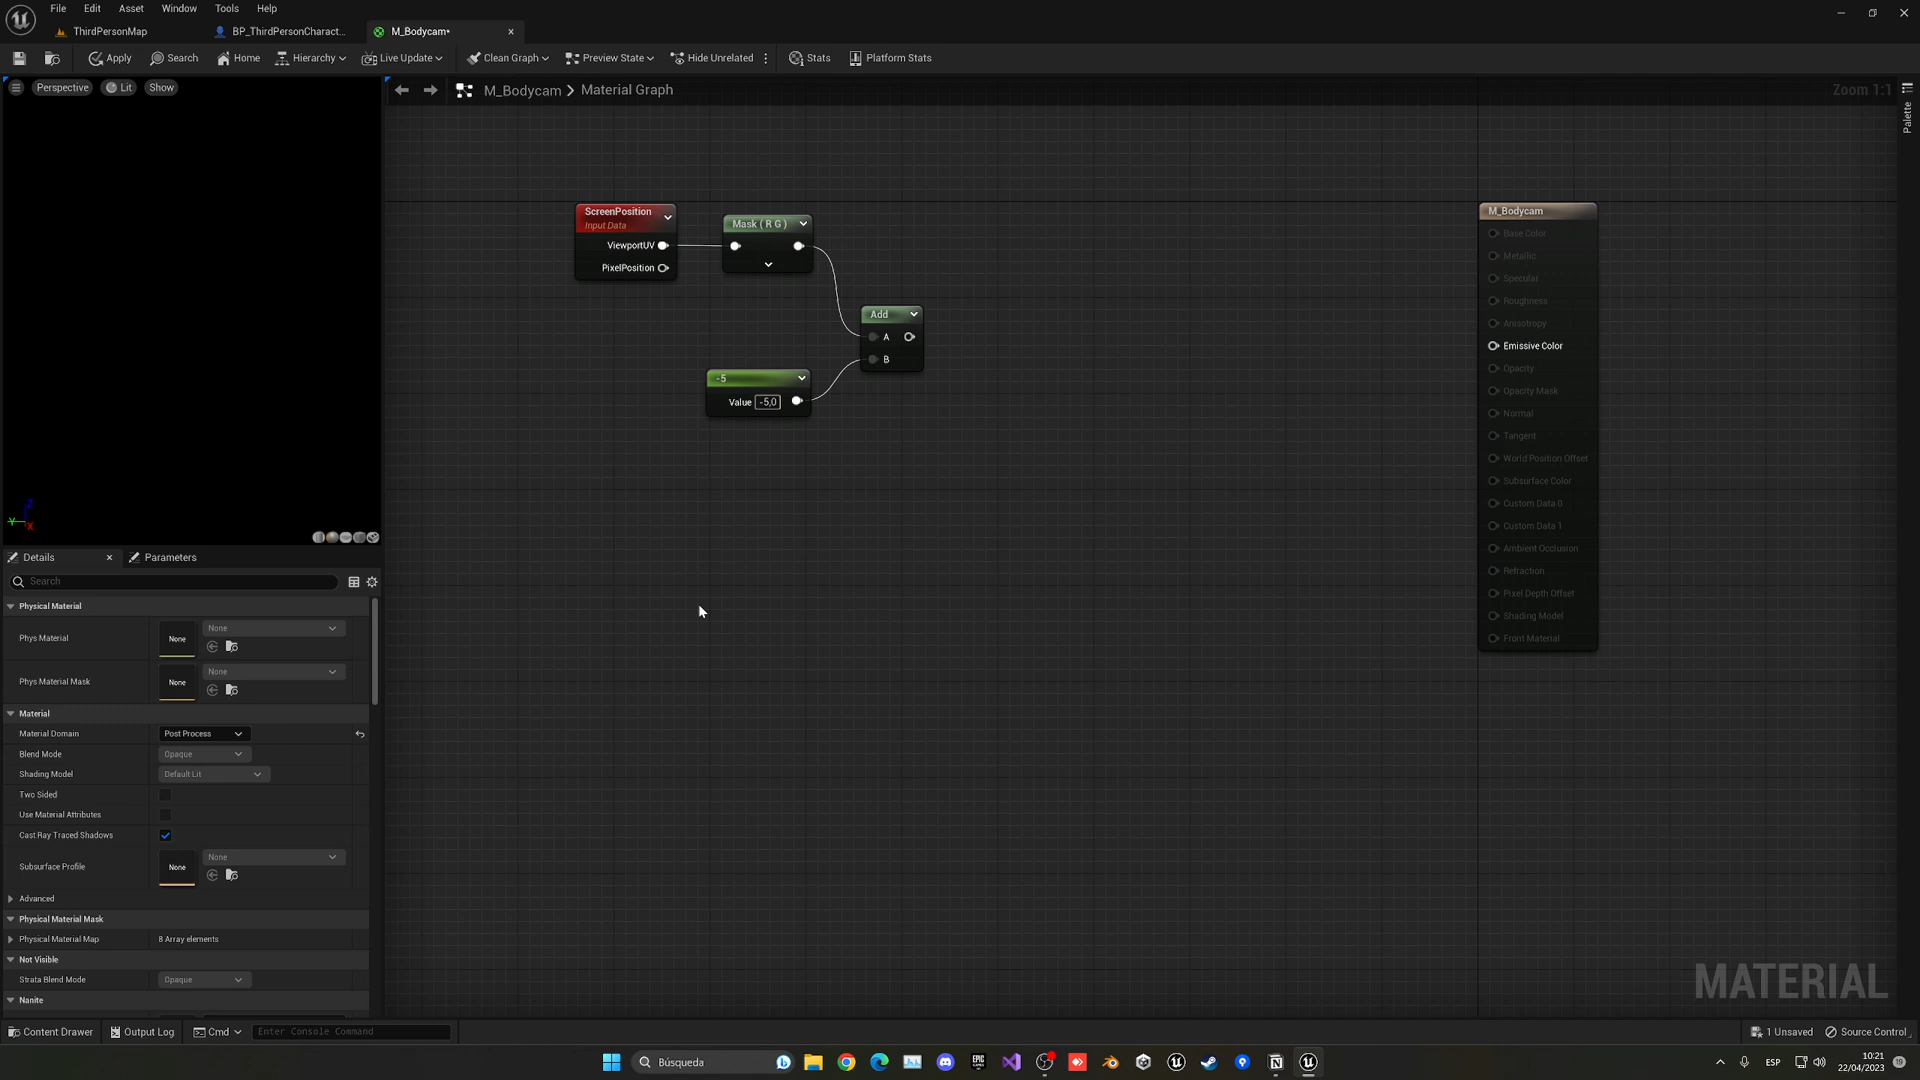 File Edit Asset Window Tools Help
ThirdPersonMap BP_ThirdPersonCharact... M_Bodycam*
Apply Search Home Hierarchy Live Update Clean Graph Preview State Hide Unrelated Stats Platform Stats
Perspective Lit Show
M_Bodycam > Material Graph
Zoom 1:1
Palette
ScreenPosition
Input Data
ViewportUV
PixelPosition
Mask ( R G )
Add
A
B
-5
Value -5,0
M_Bodycam
Base Color
Metallic
Specular
Roughness
Anisotropy
Emissive Color
Opacity
Opacity Mask
Normal
Tangent
World Position Offset
Subsurface Color
Custom Data 0
Custom Data 1
Ambient Occlusion
Refraction
Pixel Depth Offset
Shading Model
Front Material
Z
Y
X
Details Parameters
Search
Physical Material
Phys Material None None
Phys Material Mask None None
Material
Material Domain Post Process
Blend Mode Opaque
Shading Model Default Lit
Two Sided
Use Material Attributes
Cast Ray Traced Shadows
Subsurface Profile None None
Advanced
Physical Material Mask
Physical Material Map 8 Array elements
Not Visible
Strata Blend Mode Opaque
Nanite
MATERIAL
Content Drawer Output Log Cmd Enter Console Command
1 Unsaved Source Control
Búsqueda
EPIC GAMES
ESP
10:21
22/04/2023
19